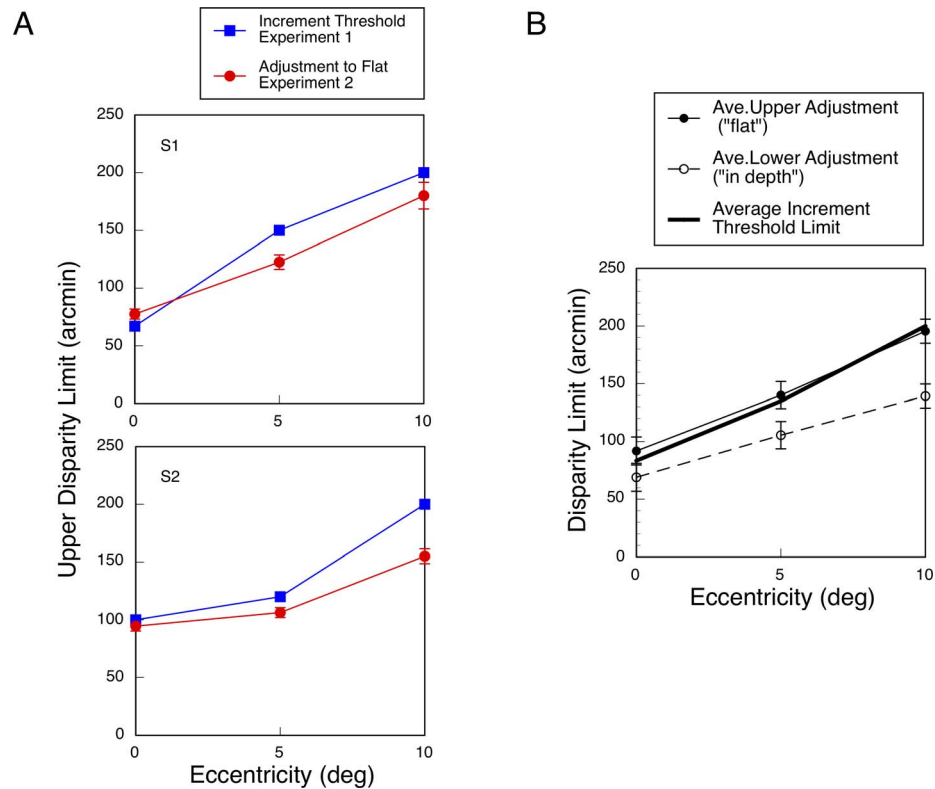 A
Increment Threshold
Experiment 1
Adjustment to Flat
Experiment 2
Upper Disparity Limit (arcmin)
250
200
150
100
50
0
S1
0
5
10
250
200
150
100
50
0
S2
0
5
10
Eccentricity (deg)
B
Ave.Upper Adjustment
("flat")
Ave.Lower Adjustment
("in depth")
Average Increment
Threshold Limit
Disparity Limit (arcmin)
250
200
150
100
50
0
0
5
10
Eccentricity (deg)